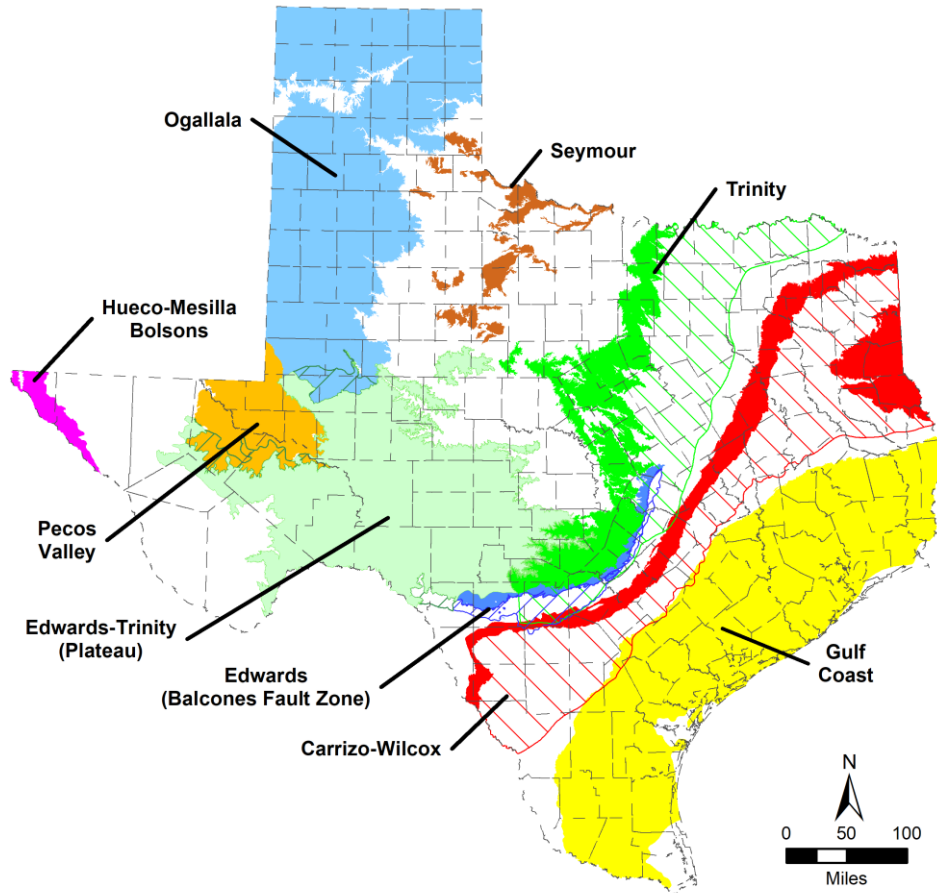 Ogallala
Seymour
Trinity
Hueco-Mesilla
Bolsons
Pecos
Valley
Edwards-Trinity
(Plateau)
Edwards
(Balcones Fault Zone)
Carrizo-Wilcox
Gulf
Coast
N
0 50 100
Miles